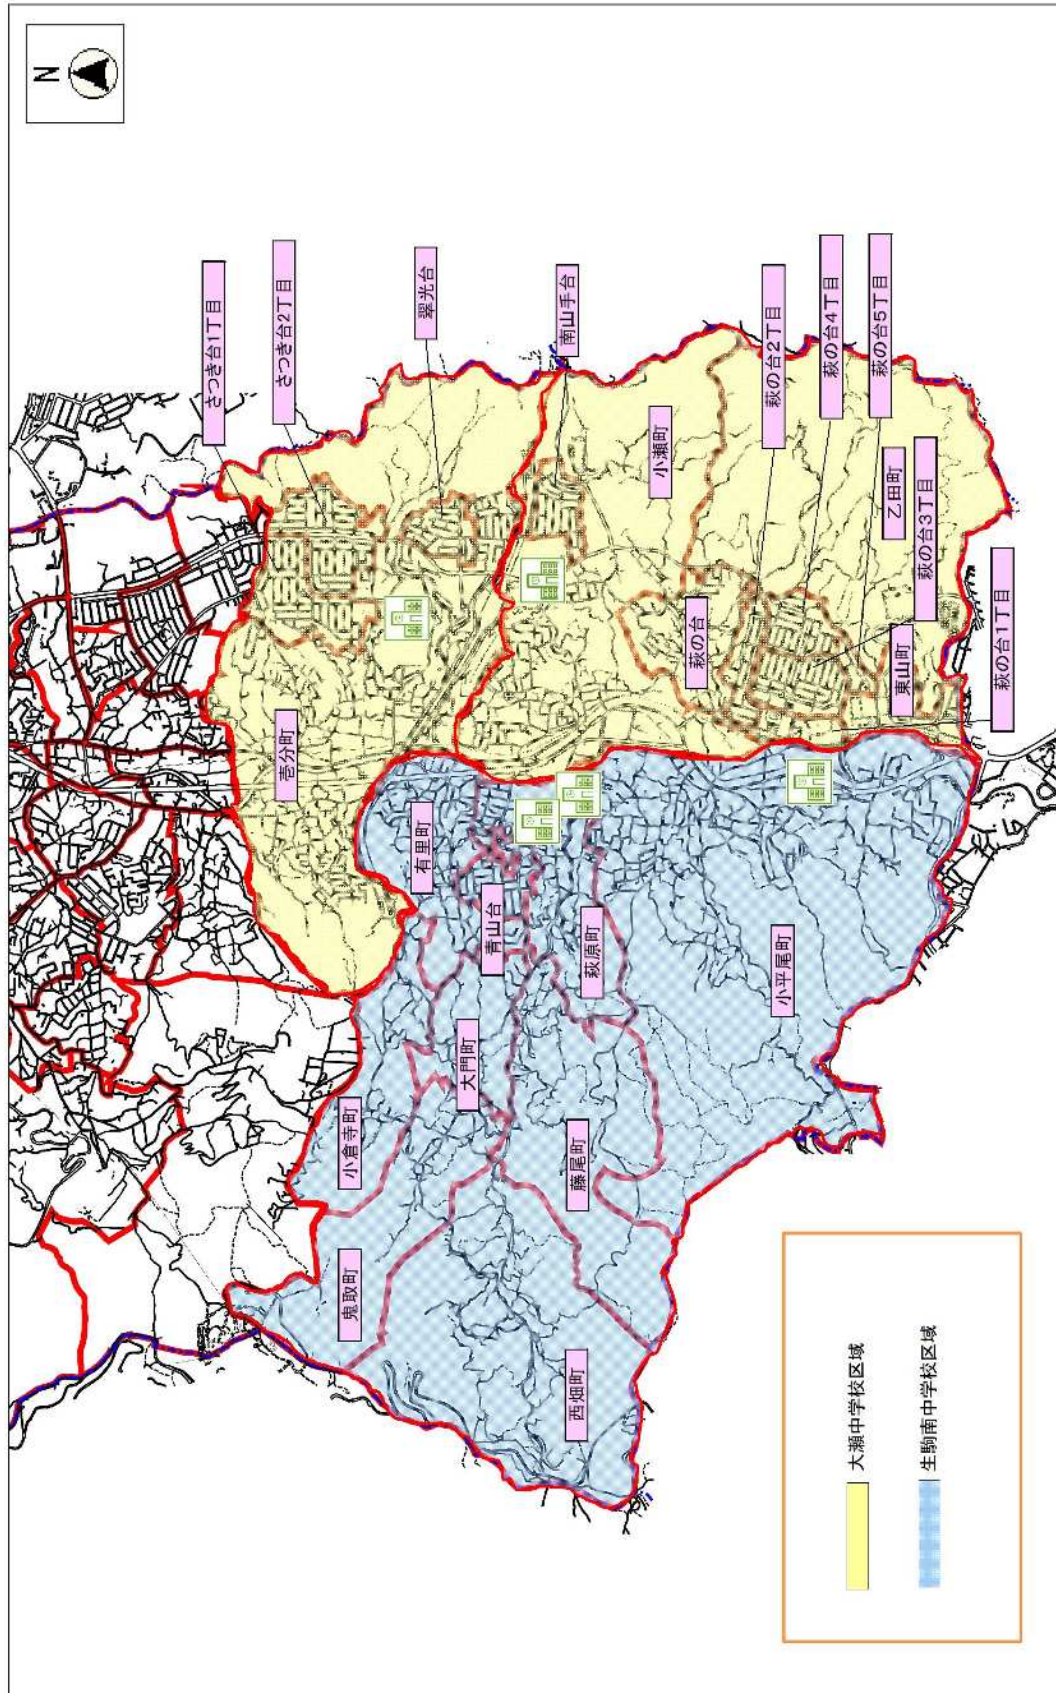 N
さつき台1丁目
さつき台2丁目
翠光台
南山手台
萩の台2丁目
萩の台4丁目
萩の台5丁目
小瀬町
乙田町
萩の台3丁目
萩の台
東山町
萩の台1丁目
壱分町
有里町
青山台
萩原町
小平尾町
大門町
小倉寺町
藤尾町
鬼取町
西畑町
大瀬中学校区域
生駒南中学校区域